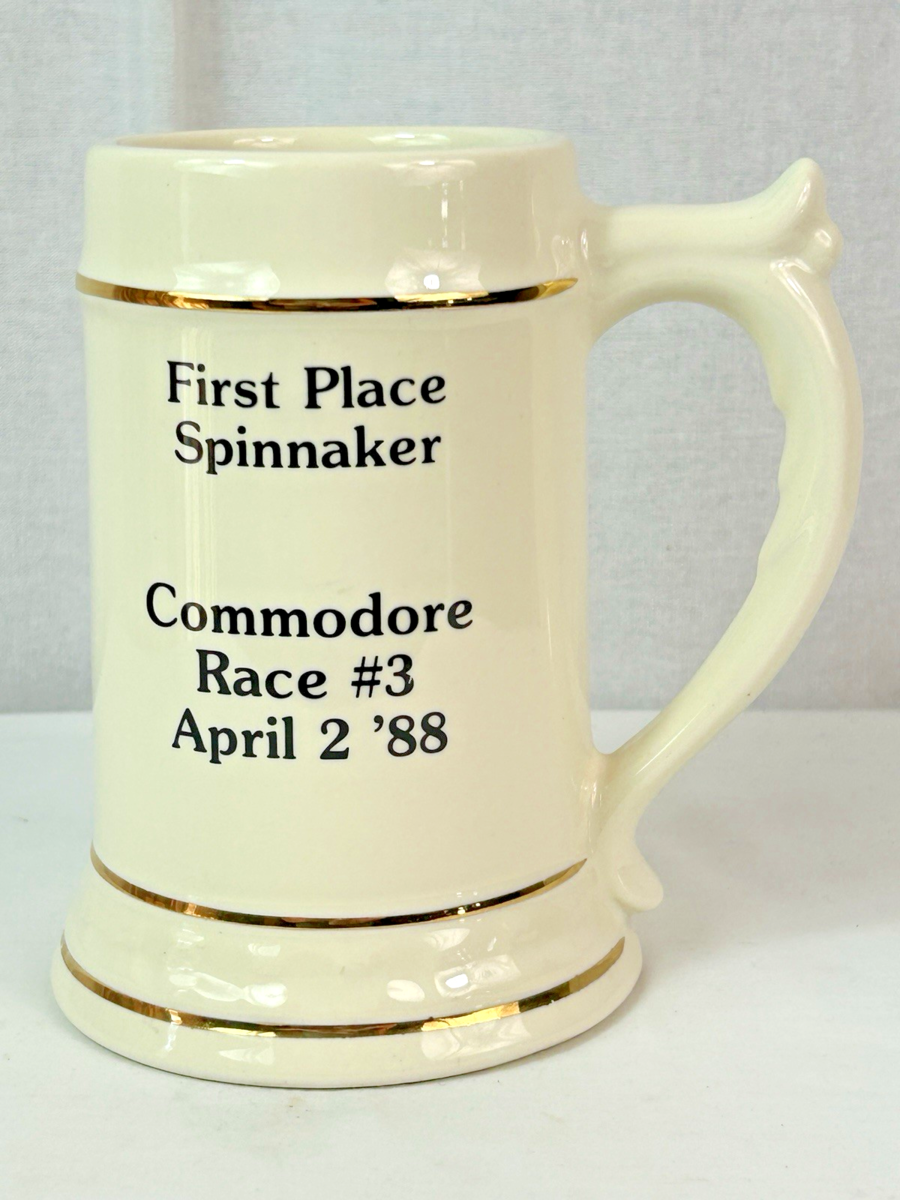 First Place
Spinnaker
Commodore
Race #3
April 2 ’88